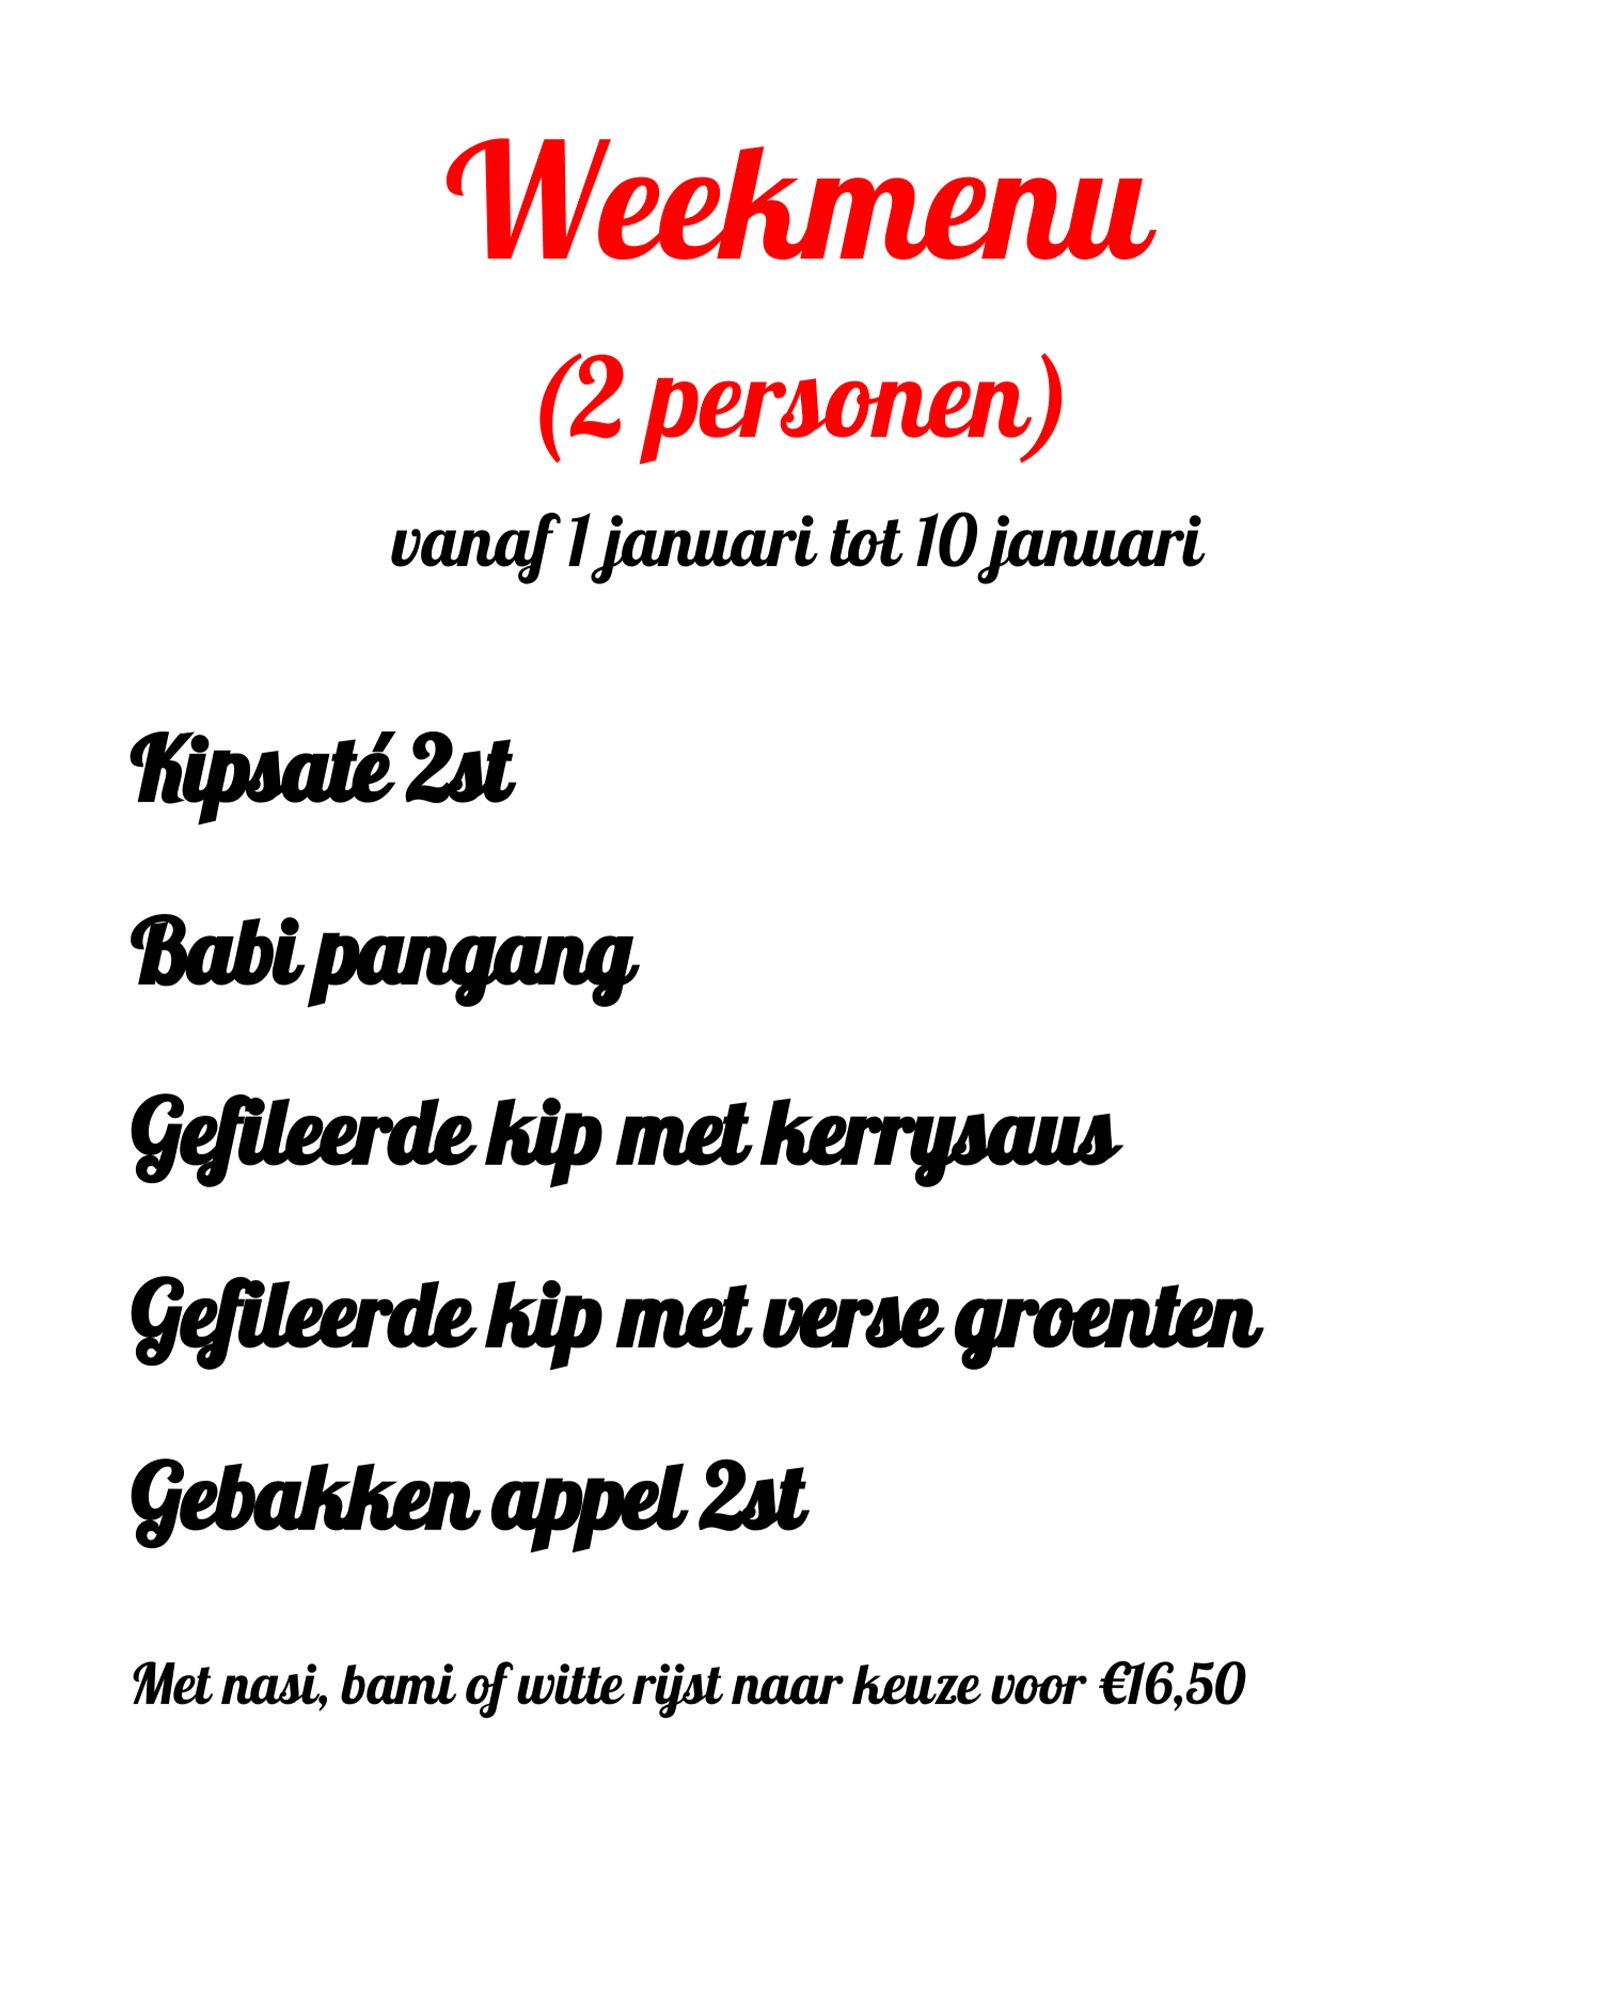 Weekmenu
(2 personen)
vanaf 1 januari tot 10 januari
Kipsaté 2st
Babi pangang
Gefileerde kip met kerrysaus
Gefileerde kip met verse groenten
Gebakken appel 2st
Met nasi, bami of witte rijst naar keuze voor €16,50